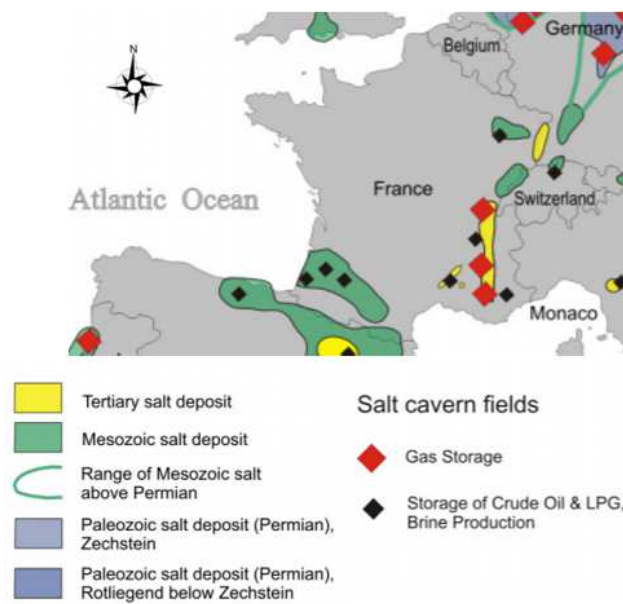 Germany
Belgium
N
Atlantic Ocean
France
Switzerland
Monaco
Tertiary salt deposit
Mesozoic salt deposit
Range of Mesozoic salt
above Permian
Paleozoic salt deposit (Permian),
Zechstein
Paleozoic salt deposit (Permian),
Rotliegend below Zechstein
Salt cavern fields
Gas Storage
Storage of Crude Oil & LPG,
Brine Production